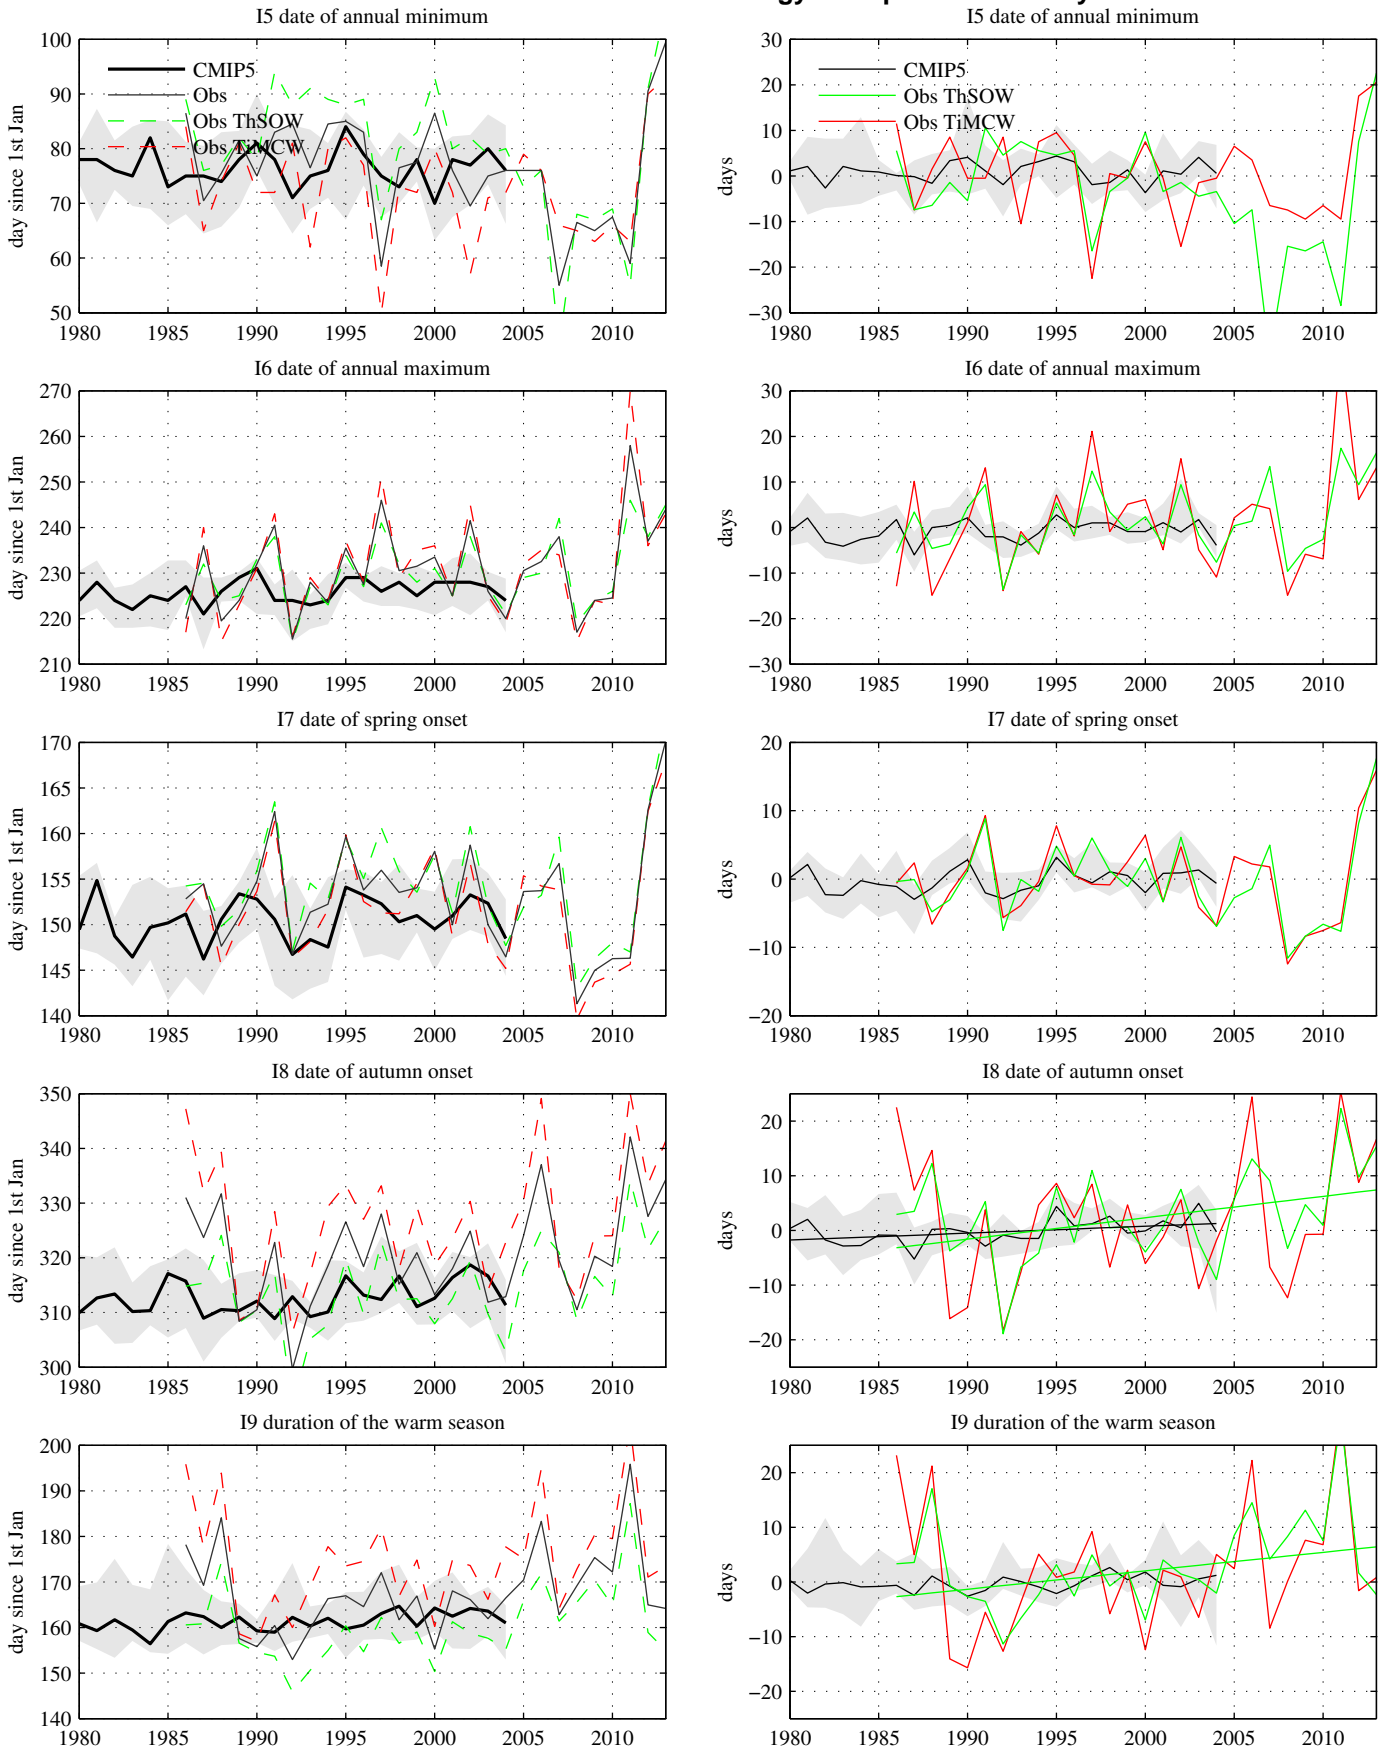 I5 date of annual minimum
100
90
80
70
60
50
day since 1st Jan
CMIP5
Obs
Obs ThSOW
Obs TiMCW
1980 1985 1990 1995 2000 2005 2010
I5 date of annual minimum
30
20
10
0
−10
−20
−30
days
CMIP5
Obs ThSOW
Obs TiMCW
1980 1985 1990 1995 2000 2005 2010
I6 date of annual maximum
270
260
250
240
230
220
210
day since 1st Jan
1980 1985 1990 1995 2000 2005 2010
I6 date of annual maximum
30
20
10
0
−10
−20
−30
days
1980 1985 1990 1995 2000 2005 2010
I7 date of spring onset
170
165
160
155
150
145
140
day since 1st Jan
1980 1985 1990 1995 2000 2005 2010
I7 date of spring onset
20
10
0
−10
−20
days
1980 1985 1990 1995 2000 2005 2010
I8 date of autumn onset
350
340
330
320
310
300
day since 1st Jan
1980 1985 1990 1995 2000 2005 2010
I8 date of autumn onset
20
10
0
−10
−20
days
1980 1985 1990 1995 2000 2005 2010
I9 duration of the warm season
200
190
180
170
160
150
140
day since 1st Jan
1980 1985 1990 1995 2000 2005 2010
I9 duration of the warm season
20
10
0
−10
−20
days
1980 1985 1990 1995 2000 2005 2010